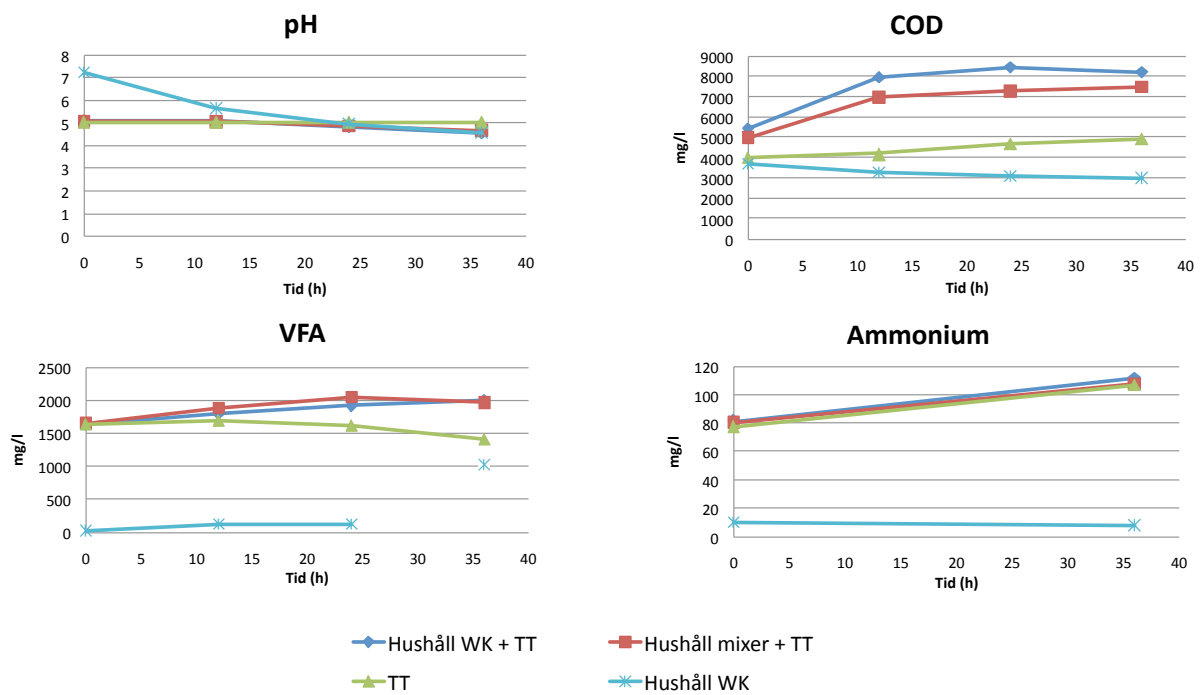 pH
8
7
6
5
4
3
2
1
0
0 5 10 15 20 25 30 35 40
Tid (h)
COD
mg/l
9000
8000
7000
6000
5000
4000
3000
2000
1000
0
0 5 10 15 20 25 30 35 40
Tid (h)
VFA
mg/l
2500
2000
1500
1000
500
0
0 5 10 15 20 25 30 35 40
Tid (h)
Ammonium
mg/l
120
100
80
60
40
20
0
0 5 10 15 20 25 30 35 40
Tid (h)
Hushåll WK + TT
Hushåll mixer + TT
TT
Hushåll WK